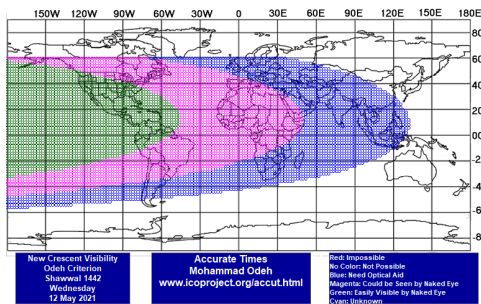 150W 120W 90W 60W 30W 0 30E 60E 90E 120E 150E 180E
80
60
40
20
00
-2
-4
-6
-8
New Crescent Visibility
Odeh Criterion
Shawwal 1442
Wednesday
12 May 2021
Accurate Times
Mohammad Odeh
www.icoproject.org/accut.html
Red: Impossible
No Color: Not Possible
Blue: Need Optical Aid
Magenta: Could be Seen by Naked Eye
Green: Easily Visible by Naked Eye
Cyan: Unknown